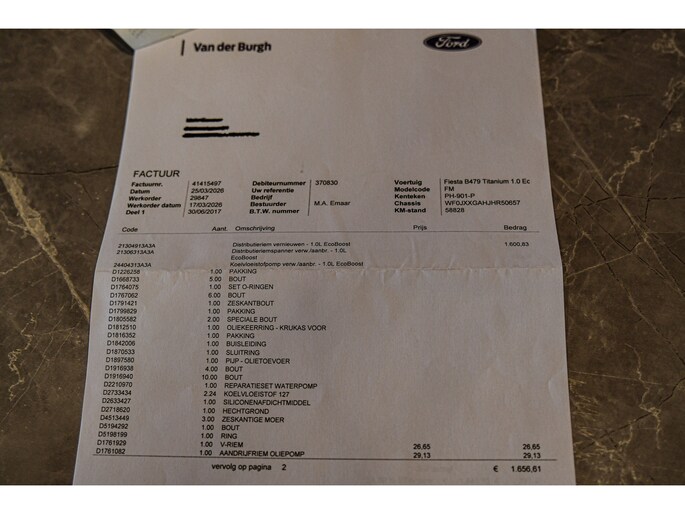 Van der Burgh
Ford
FACTUUR
Factuurnr. 41415497 Debiteurnummer 370830 Voertuig Fiesta B479 Titanium 1.0 Ec
Datum 25/03/2026 Uw referentie Modelcode FM
Werkorder 29847 Bedrijf Kenteken PH-901-P
Werkorder datum 17/03/2026 Bestuurder M.A. Emaar Chassis WF0JXXGAHJHR50657
Deel 1 30/06/2017 B.T.W. nummer KM-stand 58828
Code Aant. Omschrijving Prijs Bedrag
21304913A3A Distributieriem vernieuwen - 1.0L EcoBoost 1.600,83
21306313A3A Distributieriemspanner verw./aanbr. - 1.0L
EcoBoost
24404313A3A Koelvloeistofpomp verw./aanbr. - 1.0L EcoBoost
D1226258 1.00 PAKKING
D1668733 5.00 BOUT
D1764075 1.00 SET O-RINGEN
D1767062 6.00 BOUT
D1791421 1.00 ZESKANTBOUT
D1799829 1.00 PAKKING
D1805582 2.00 SPECIALE BOUT
D1812510 1.00 OLIEKEERRING - KRUKAS VOOR
D1816352 1.00 PAKKING
D1842006 1.00 BUISLEIDING
D1870533 1.00 SLUITRING
D1897580 1.00 PIJP - OLIETOEVOER
D1916938 4.00 BOUT
D1916940 10.00 BOUT
D2210970 1.00 REPARATIESET WATERPOMP
D2733434 2.24 KOELVLOEISTOF 127
D2633427 1.00 SILICONENAFDICHTMIDDEL
D2718620 1.00 HECHTGROND
D4513449 3.00 ZESKANTIGE MOER
D5194292 1.00 BOUT
D5198199 1.00 RING
D1761929 1.00 V-RIEM 26,65 26,65
D1761082 1.00 AANDRIJFRIEM OLIEPOMP 29,13 29,13
vervolg op pagina 2 € 1.656,61